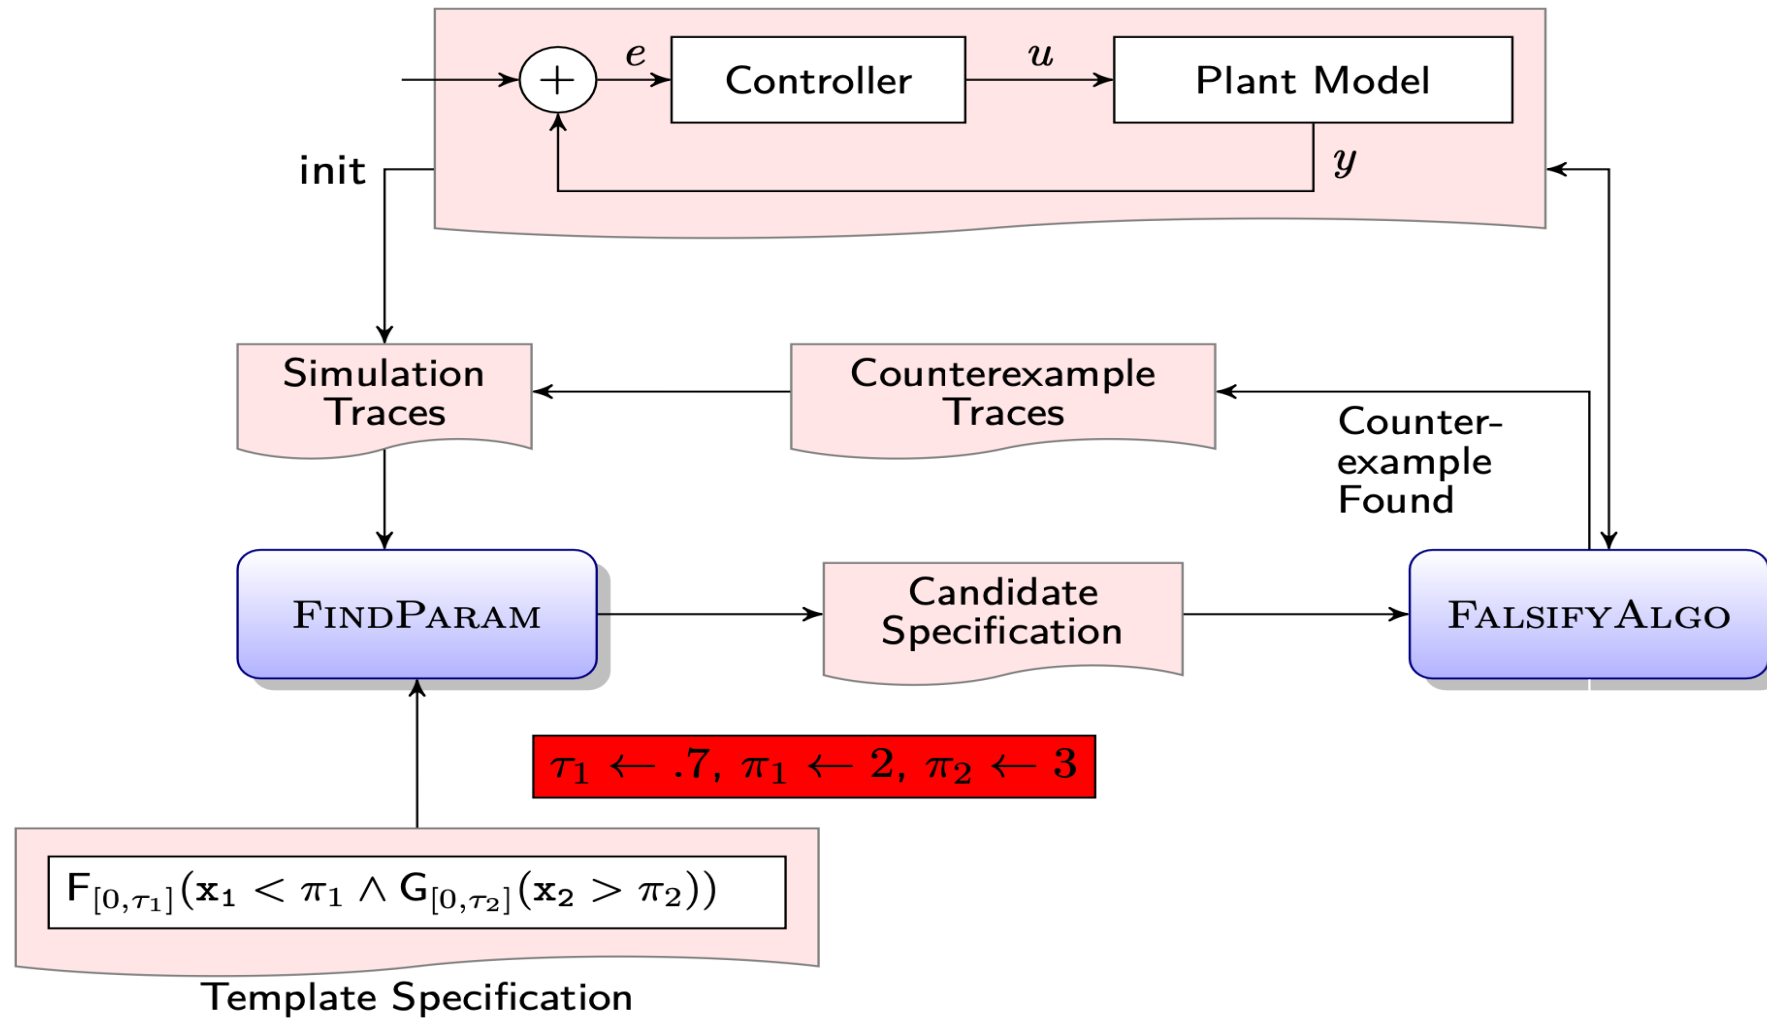 +
e
Controller
u
Plant Model
y
init
Simulation
Traces
Counterexample
Traces
Counter-
example
Found
FINDPARAM
Candidate
Specification
FALSIFYALGO
τ₁ ← .7, π₁ ← 2, π₂ ← 3
F[0,τ₁](x₁ < π₁ ∧ G[0,τ₂](x₂ > π₂))
Template Specification